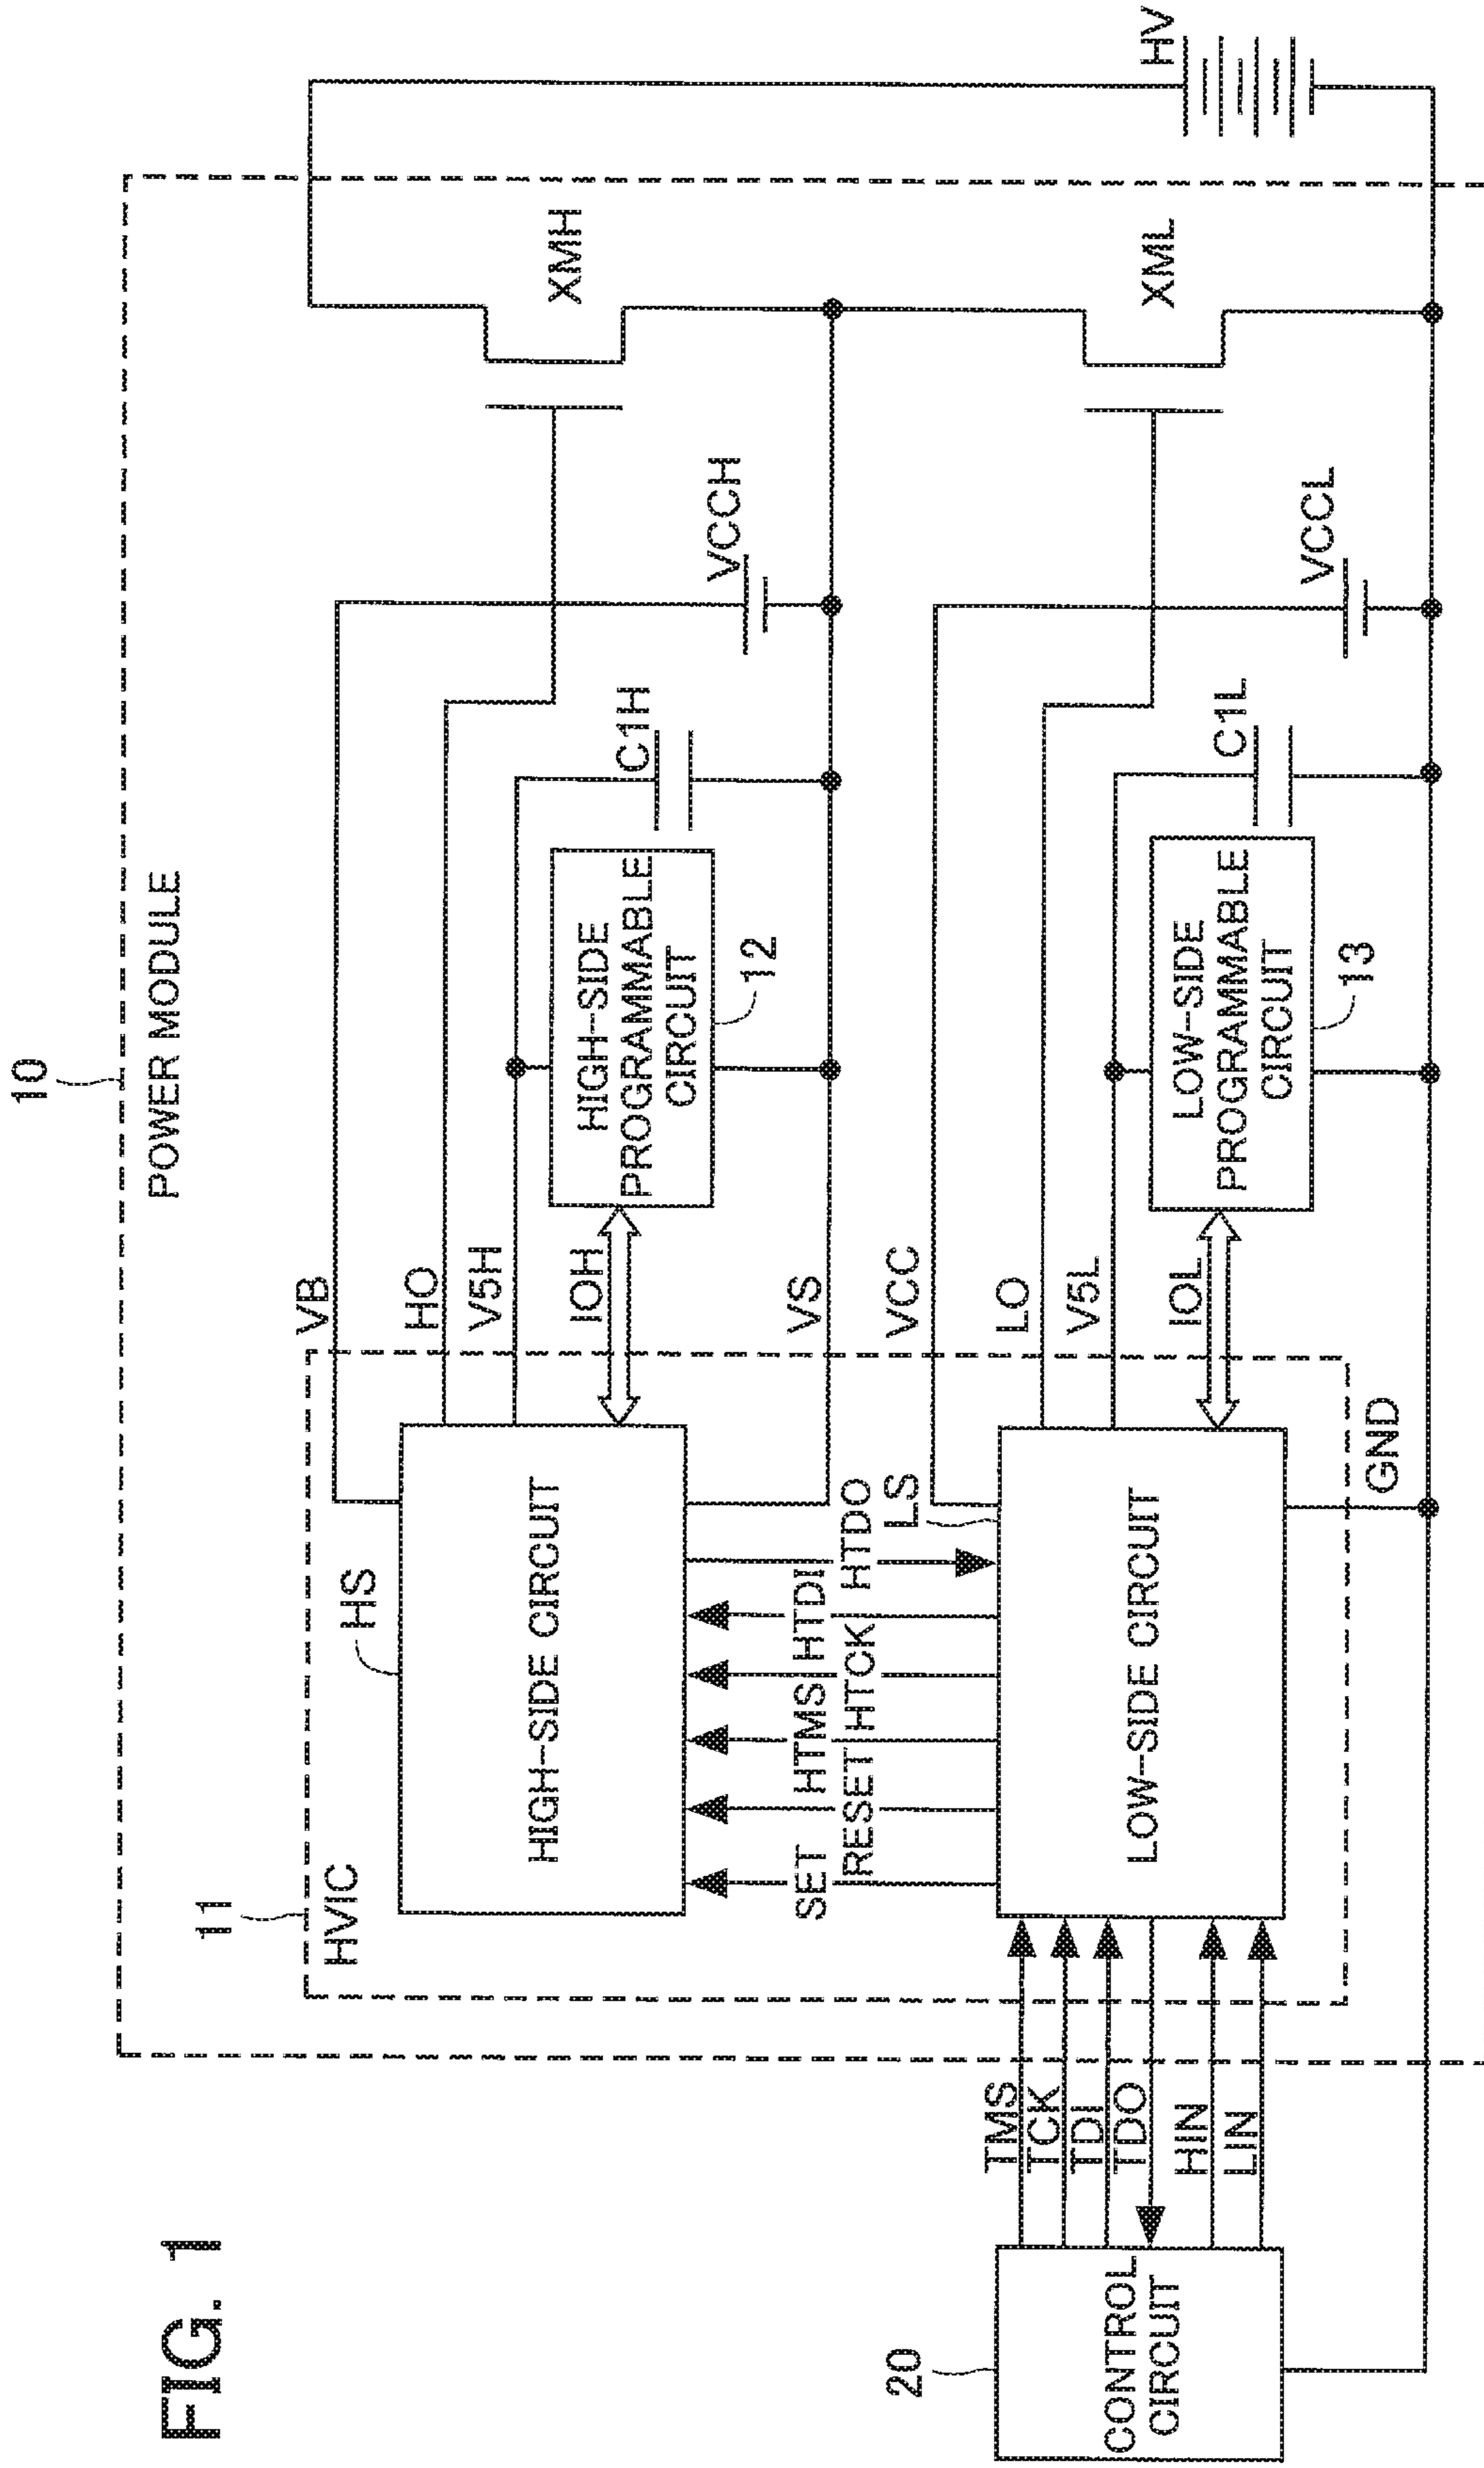 FIG. 1
10
POWER MODULE
11
HVIC
HS
HIGH-SIDE CIRCUIT
VB
HO
V5H
IOH
VS
HIGH-SIDE
PROGRAMMABLE
CIRCUIT
12
C1H
VCCH
XMH
HV
SET
RESET
HTMS
HTCK
HTDI
HTDO
LS
LOW-SIDE CIRCUIT
VCC
LO
V5L
IOL
GND
LOW-SIDE
PROGRAMMABLE
CIRCUIT
13
C1L
VCCL
XML
20
CONTROL
CIRCUIT
TMS
TCK
TDI
TDO
HIN
LIN